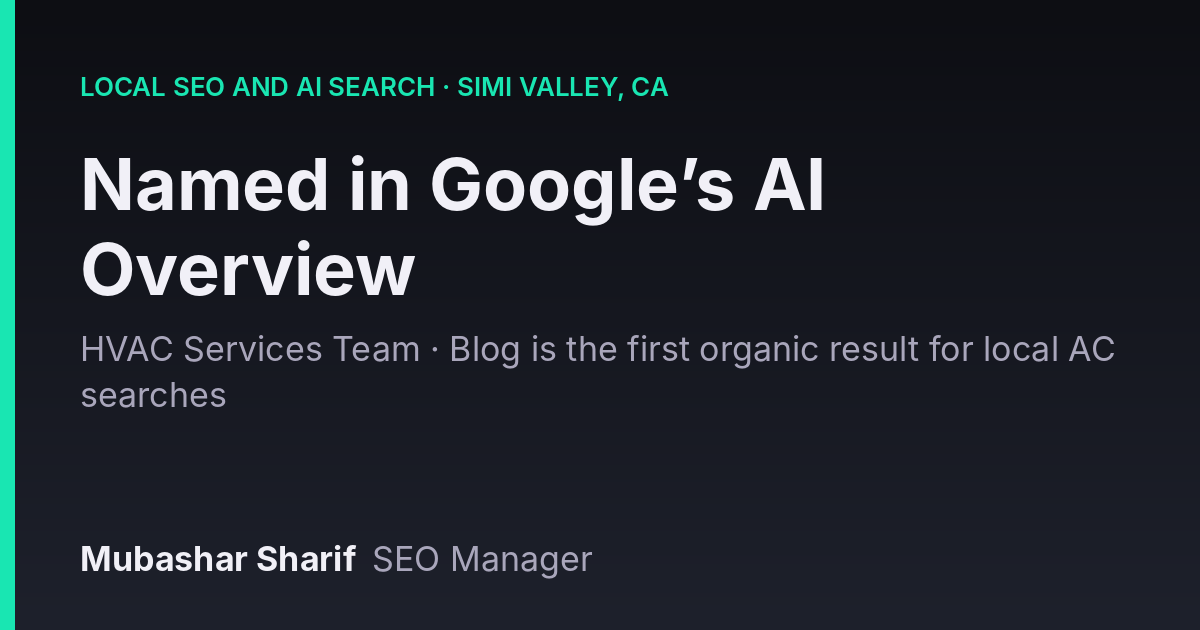 LOCAL SEO AND AI SEARCH · SIMI VALLEY, CA
Named in Google’s AI
Overview
HVAC Services Team · Blog is the first organic result for local AC
searches
Mubashar Sharif SEO Manager